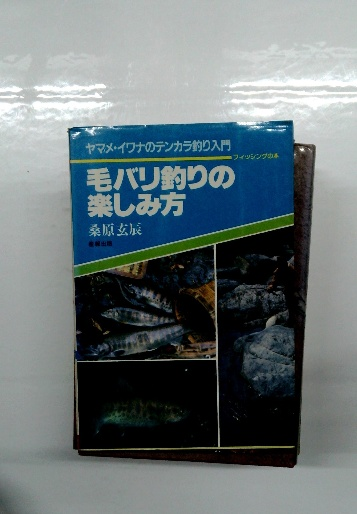 ヤマメ・イワナのテンカラ釣り入門
フィッシングの本
毛バリ釣りの
楽しみ方
桑原玄辰